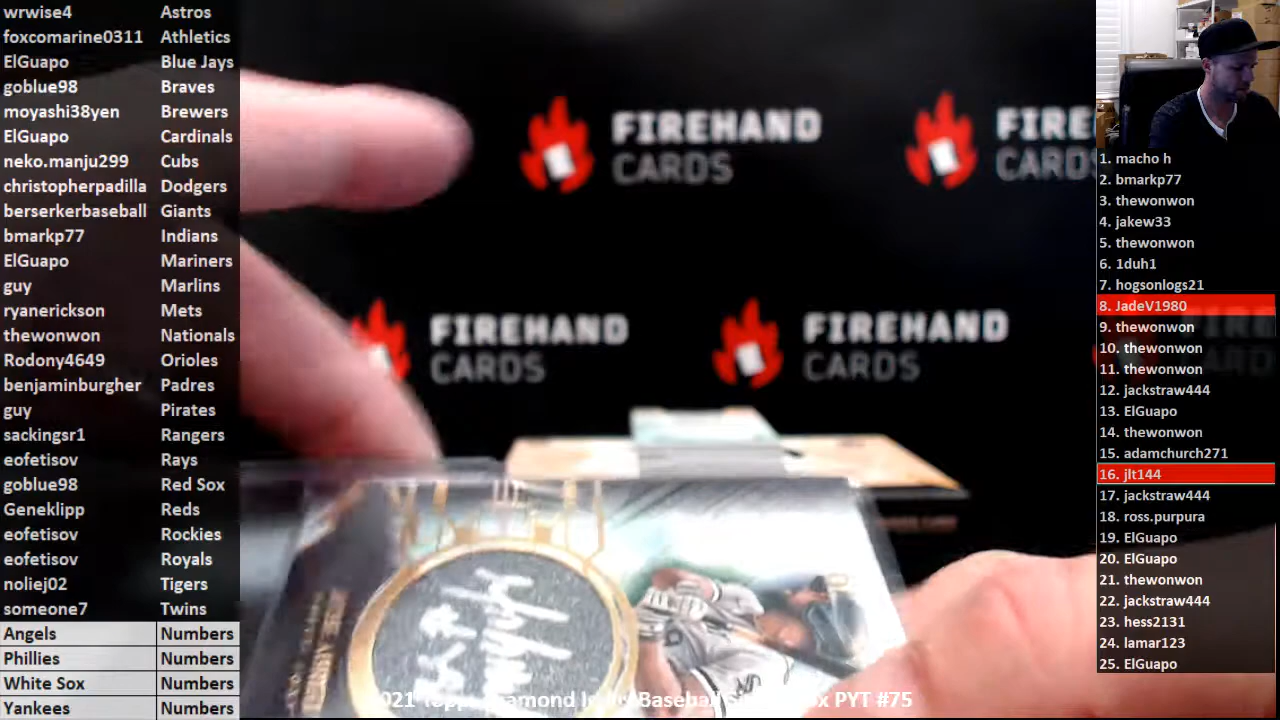 wrwise4 Astros
foxcomarine0311 Athletics
ElGuapo Blue Jays
goblue98 Braves
moyashi38yen Brewers
ElGuapo Cardinals
neko.manju299 Cubs
christopherpadilla Dodgers
berserkerbaseball Giants
bmarkp77 Indians
ElGuapo Mariners
guy Marlins
ryanerickson Mets
thewonwon Nationals
Rodony4649 Orioles
benjaminburgher Padres
guy Pirates
sackingsr1 Rangers
eofetisov Rays
goblue98 Red Sox
Geneklipp Reds
eofetisov Rockies
eofetisov Royals
noliej02 Tigers
someone7 Twins
Angels Numbers
Phillies Numbers
White Sox Numbers
Yankees Numbers
FIREHAND
CARDS
FIRE
CARDS
FIREHAND
CARDS
FIREHAND
CARDS
1. macho h
2. bmarkp77
3. thewonwon
4. jakew33
5. thewonwon
6. 1duh1
7. hogsonlogs21
8. JadeV1980
9. thewonwon
10. thewonwon
11. thewonwon
12. jackstraw444
13. ElGuapo
14. thewonwon
15. adamchurch271
16. jlt144
17. jackstraw444
18. ross.purpura
19. ElGuapo
20. ElGuapo
21. thewonwon
22. jackstraw444
23. hess2131
24. lamar123
25. ElGuapo
2021 Baseball PYT #75